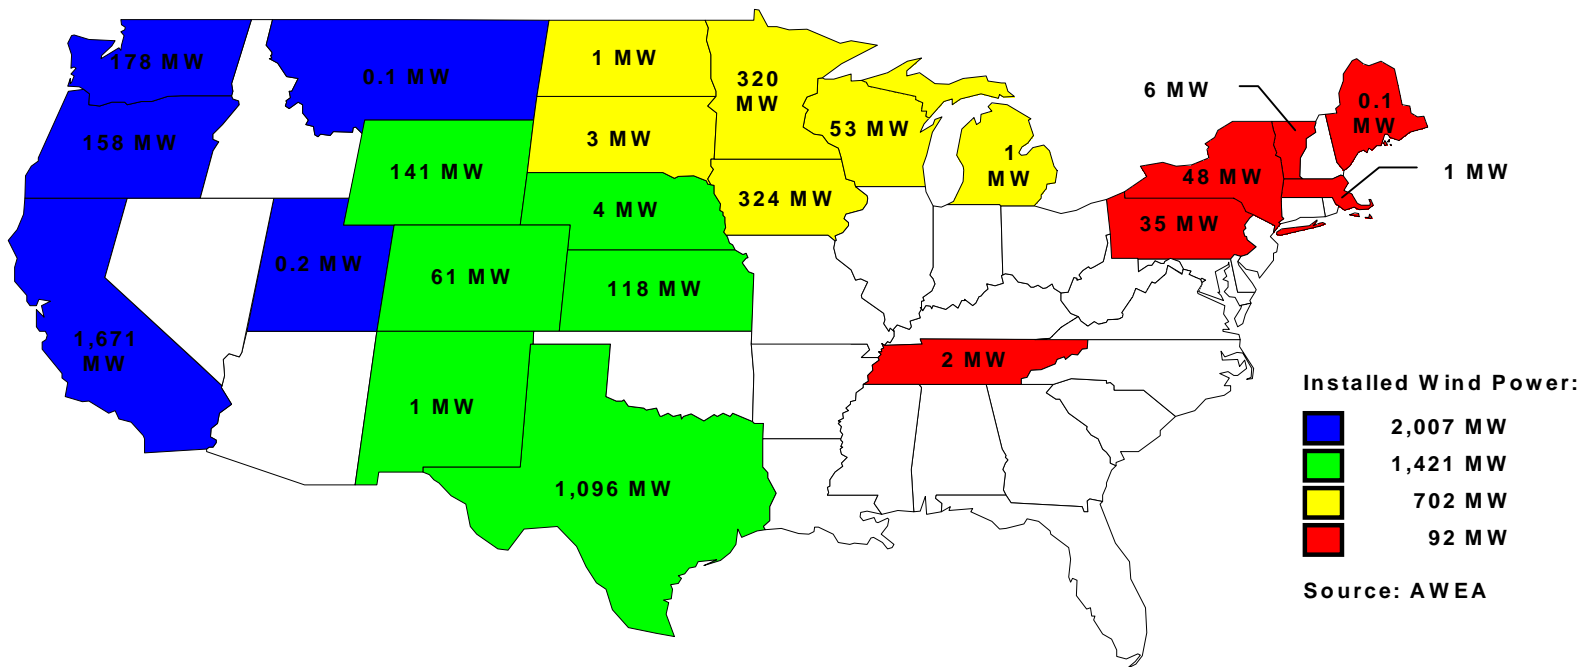 178 MW
0.1 MW
1 MW
320
MW
6 MW
0.1
MW
158 MW
141 MW
3 MW
53 MW
1
MW
48 MW
1 MW
4 MW
324 MW
35 MW
0.2 MW
61 MW
118 MW
1,671
MW
2 MW
1 MW
1,096 MW
Installed Wind Power:
2,007 MW
1,421 MW
702 MW
92 MW
Source: AWEA